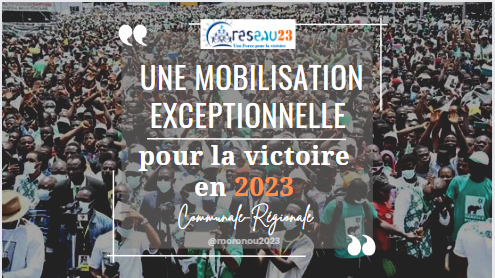 RESEAU23
Une Force pour la victoire
UNE MOBILISATION
EXCEPTIONNELLE
pour la victoire
en 2023
Communale-Régionale
@moronou2023